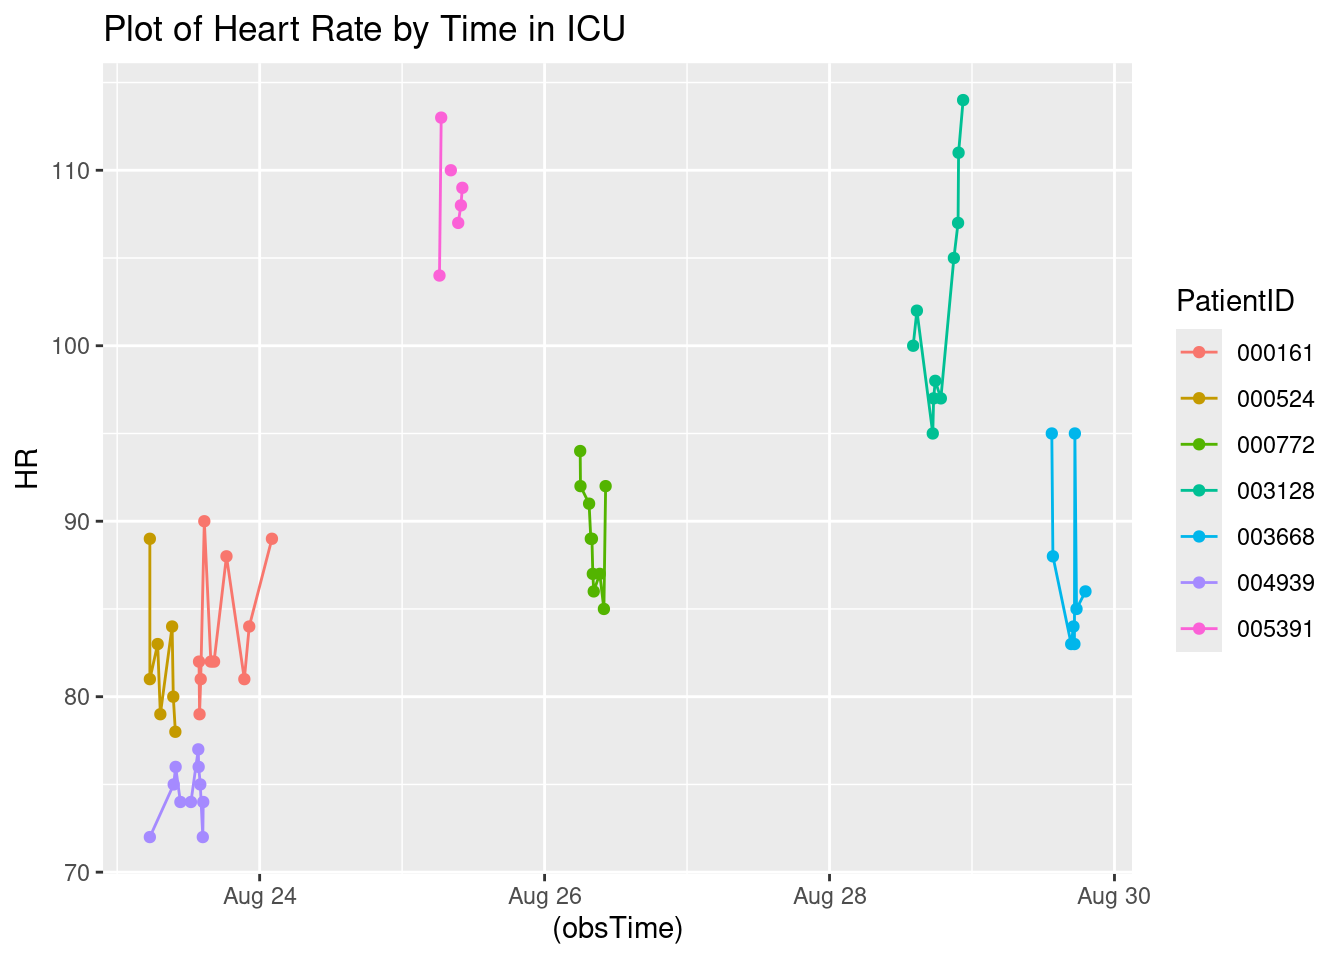 Plot of Heart Rate by Time in ICU
110
100
90
80
70
HR
Aug 24
Aug 26
Aug 28
Aug 30
(obsTime)
PatientID
000161
000524
000772
003128
003668
004939
005391